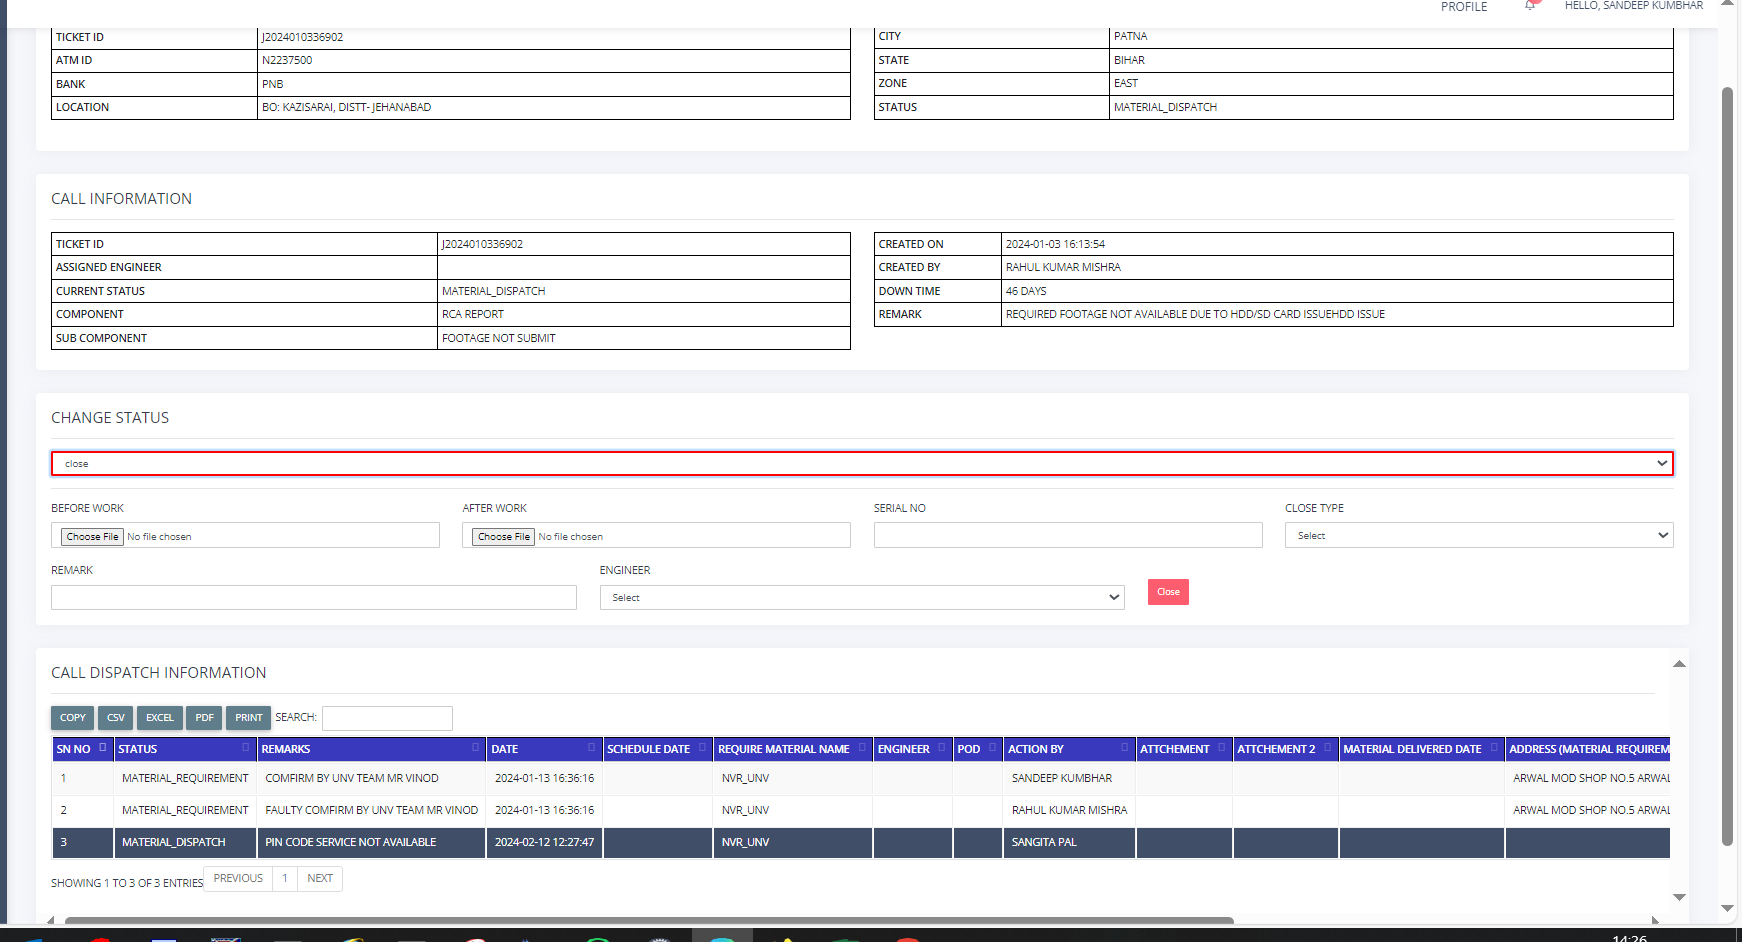 PROFILE
HELLO, SANDEEP KUMBHAR
TICKET ID J2024010336902
ATM ID N2237500
BANK PNB
LOCATION BO: KAZISARAI, DISTT- JEHANABAD
CITY PATNA
STATE BIHAR
ZONE EAST
STATUS MATERIAL_DISPATCH
CALL INFORMATION
TICKET ID J2024010336902
ASSIGNED ENGINEER
CURRENT STATUS MATERIAL_DISPATCH
COMPONENT RCA REPORT
SUB COMPONENT FOOTAGE NOT SUBMIT
CREATED ON 2024-01-03 16:13:54
CREATED BY RAHUL KUMAR MISHRA
DOWN TIME 46 DAYS
REMARK REQUIRED FOOTAGE NOT AVAILABLE DUE TO HDD/SD CARD ISSUEHDD ISSUE
CHANGE STATUS
close
BEFORE WORK AFTER WORK SERIAL NO CLOSE TYPE
Choose File No file chosen Choose File No file chosen Select
REMARK ENGINEER
Select Close
CALL DISPATCH INFORMATION
COPY CSV EXCEL PDF PRINT SEARCH:
SN NO STATUS REMARKS DATE SCHEDULE DATE REQUIRE MATERIAL NAME ENGINEER POD ACTION BY ATTCHEMENT ATTCHEMENT 2 MATERIAL DELIVERED DATE ADDRESS (MATERIAL REQUIREM
1 MATERIAL_REQUIREMENT COMFIRM BY UNV TEAM MR VINOD 2024-01-13 16:36:16 NVR_UNV SANDEEP KUMBHAR ARWAL MOD SHOP NO.5 ARWAL
2 MATERIAL_REQUIREMENT FAULTY COMFIRM BY UNV TEAM MR VINOD 2024-01-13 16:36:16 NVR_UNV RAHUL KUMAR MISHRA ARWAL MOD SHOP NO.5 ARWAL
3 MATERIAL_DISPATCH PIN CODE SERVICE NOT AVAILABLE 2024-02-12 12:27:47 NVR_UNV SANGITA PAL
SHOWING 1 TO 3 OF 3 ENTRIES PREVIOUS 1 NEXT
14:26